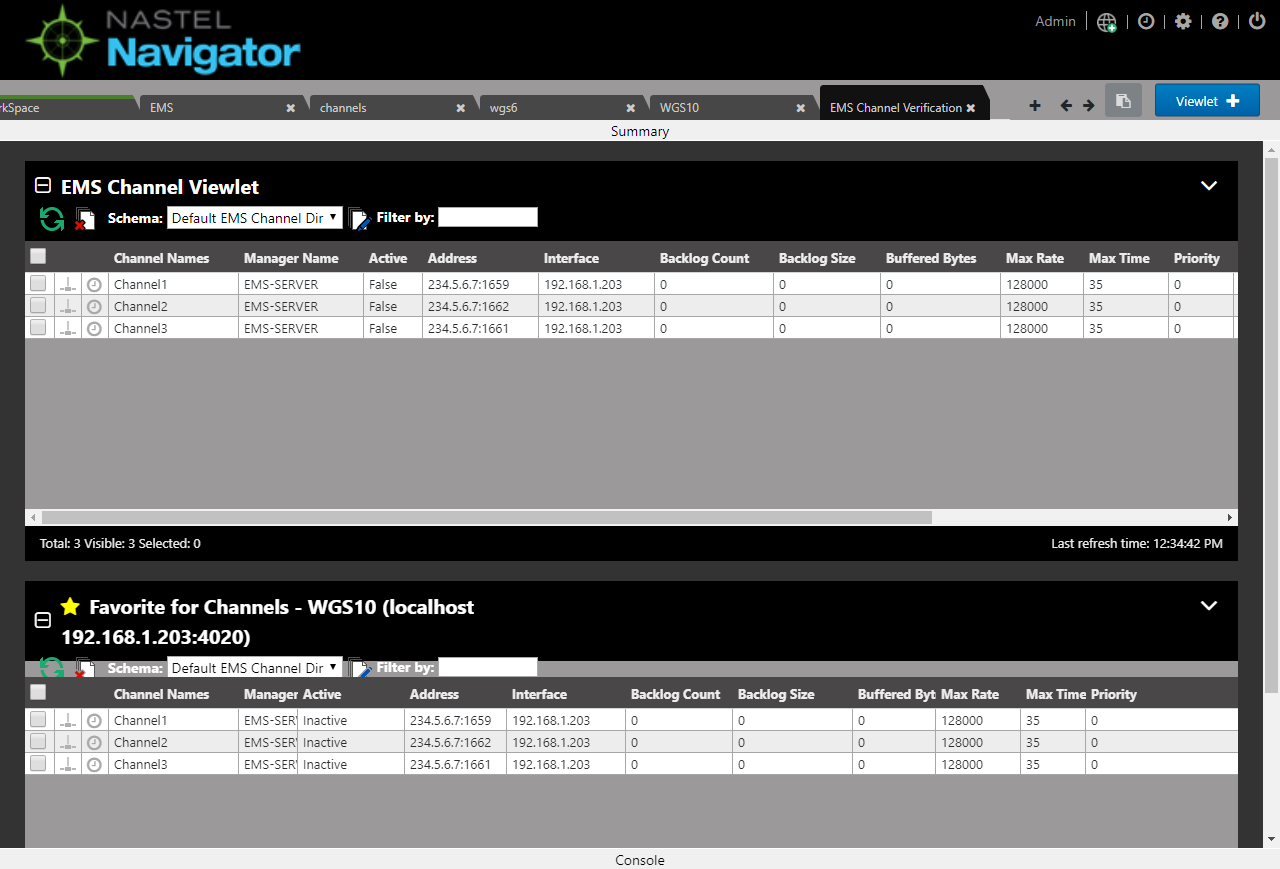 NASTEL
Navigator
Admin
rkSpace EMS channels wgs6 WGS10 EMS Channel Verification Viewlet
Summary
EMS Channel Viewlet
Schema: Default EMS Channel Dir Filter by:
Channel Names Manager Name Active Address Interface Backlog Count Backlog Size Buffered Bytes Max Rate Max Time Priority
Channel1 EMS-SERVER False 234.5.6.7:1659 192.168.1.203 0 0 0 128000 35 0
Channel2 EMS-SERVER False 234.5.6.7:1662 192.168.1.203 0 0 0 128000 35 0
Channel3 EMS-SERVER False 234.5.6.7:1661 192.168.1.203 0 0 0 128000 35 0
Total: 3 Visible: 3 Selected: 0 Last refresh time: 12:34:42 PM
Favorite for Channels - WGS10 (localhost
192.168.1.203:4020)
Schema: Default EMS Channel Dir Filter by:
Channel Names Manager Active Address Interface Backlog Count Backlog Size Buffered Byt Max Rate Max Time Priority
Channel1 EMS-SER Inactive 234.5.6.7:1659 192.168.1.203 0 0 0 128000 35 0
Channel2 EMS-SER Inactive 234.5.6.7:1662 192.168.1.203 0 0 0 128000 35 0
Channel3 EMS-SER Inactive 234.5.6.7:1661 192.168.1.203 0 0 0 128000 35 0
Console